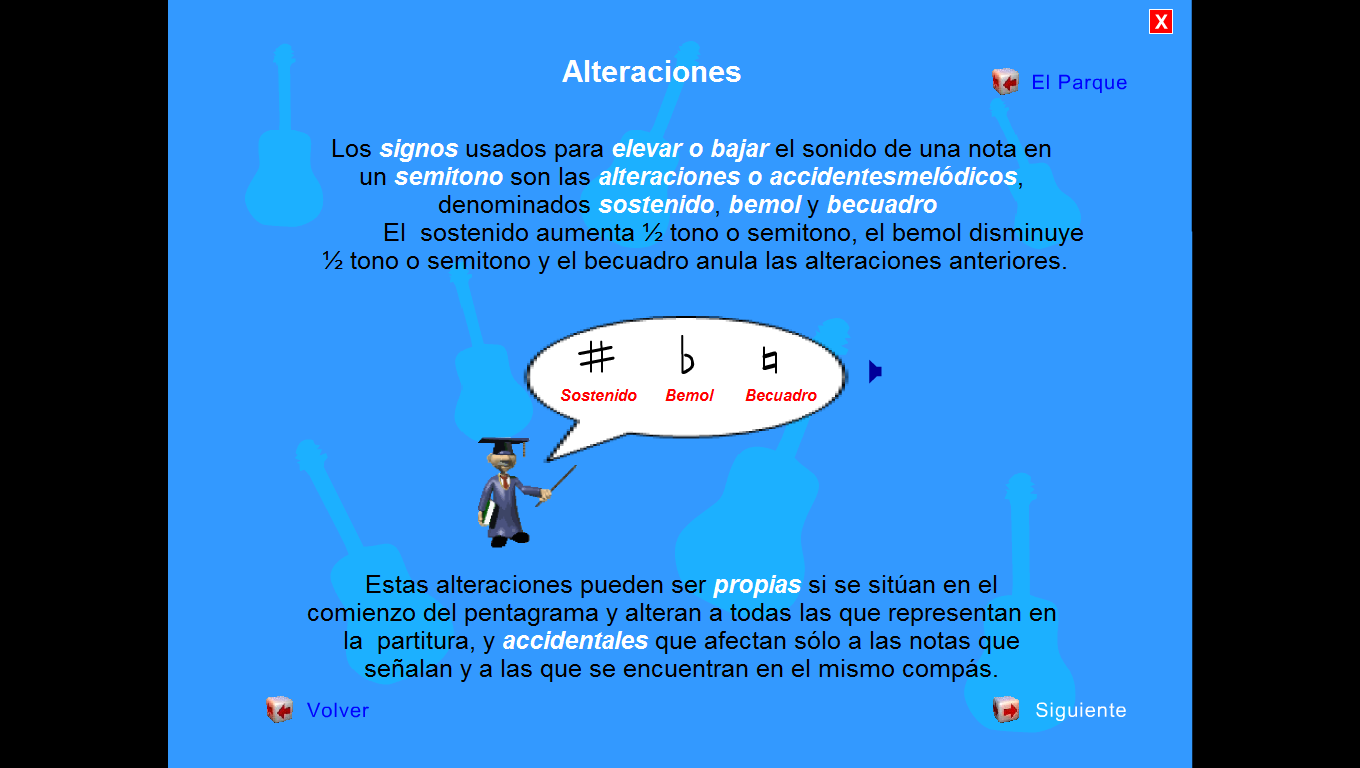 X
Alteraciones
El Parque
Los signos usados para elevar o bajar el sonido de una nota en
un semitono son las alteraciones o accidentesmelódicos,
denominados sostenido, bemol y becuadro
El  sostenido aumenta ½ tono o semitono, el bemol disminuye
½ tono o semitono y el becuadro anula las alteraciones anteriores.
♯ ♭ ♮
Sostenido Bemol Becuadro
Estas alteraciones pueden ser propias si se sitúan en el
comienzo del pentagrama y alteran a todas las que representan en
la  partitura, y accidentales que afectan sólo a las notas que
señalan y a las que se encuentran en el mismo compás.
Volver
Siguiente